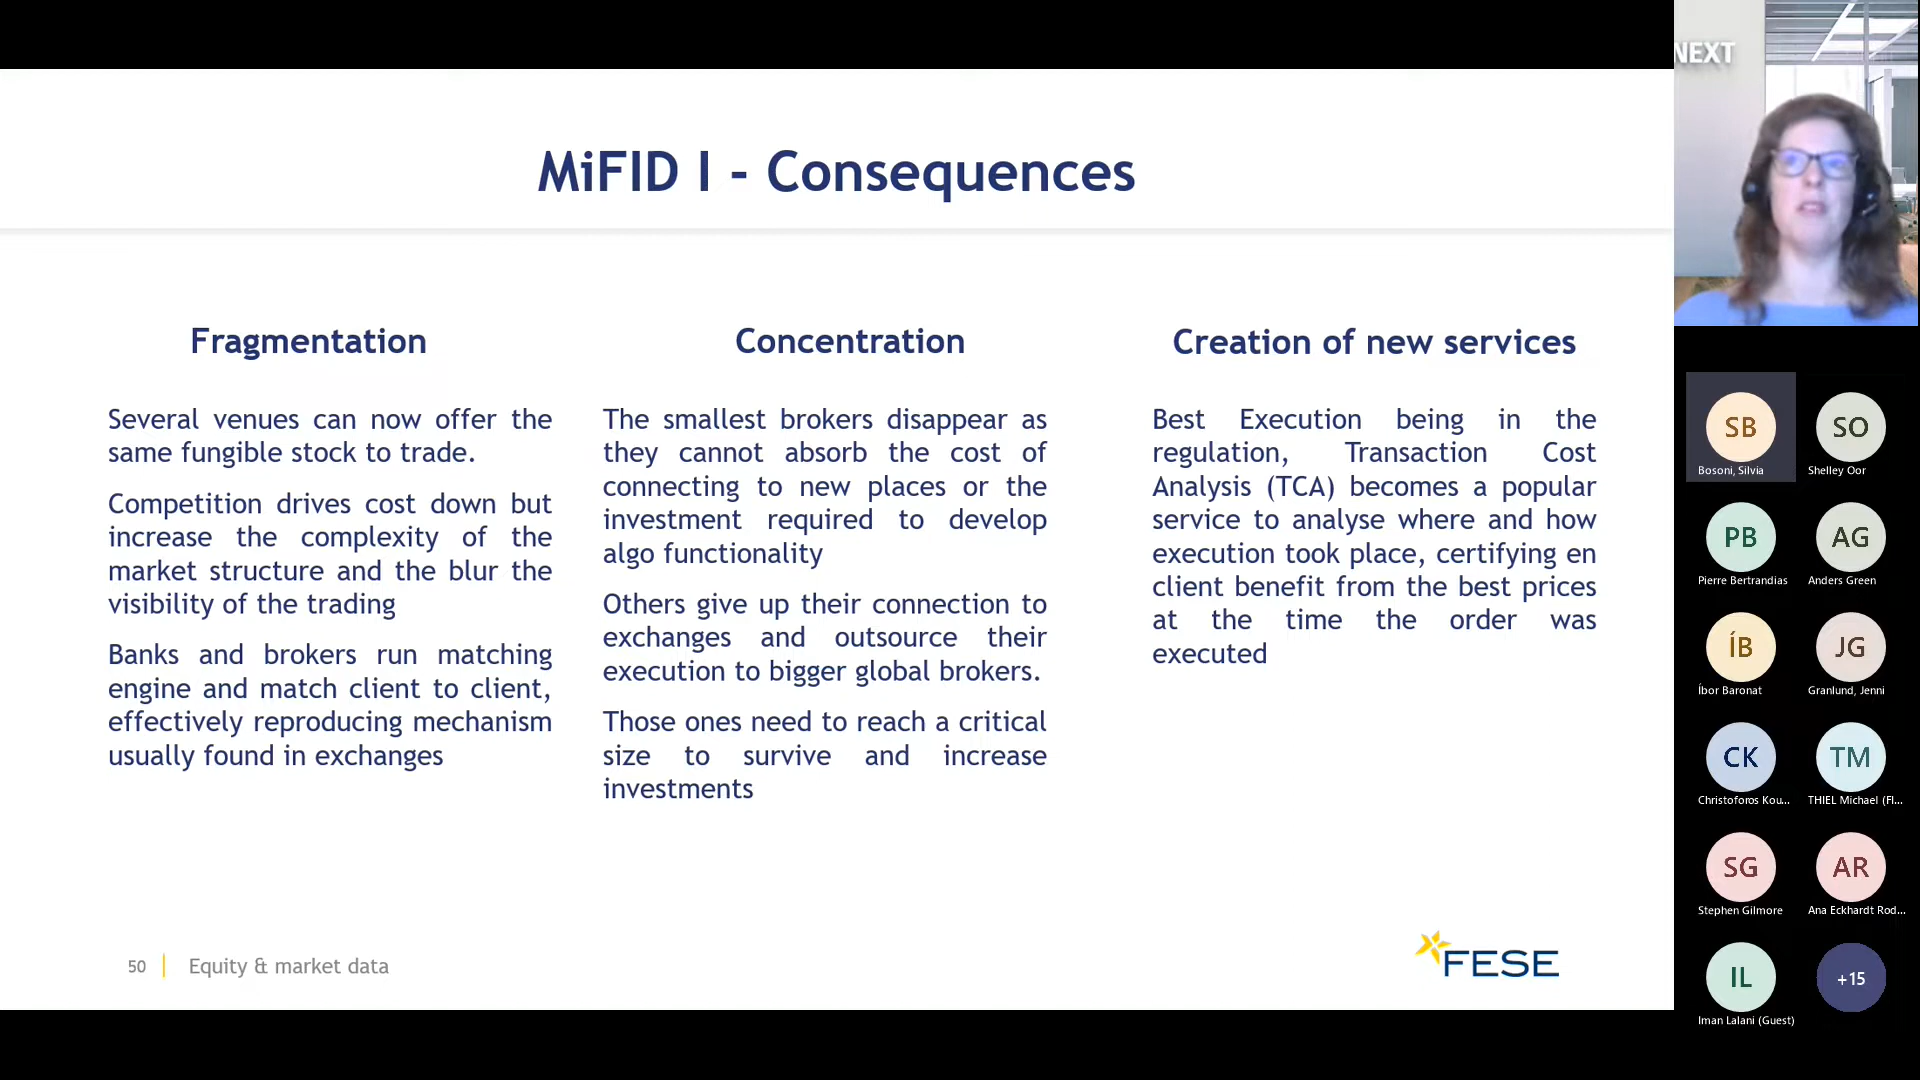 MiFID I - Consequences
Fragmentation
Several venues can now offer the
same fungible stock to trade.
Competition drives cost down but
increase the complexity of the
market structure and the blur the
visibility of the trading
Banks and brokers run matching
engine and match client to client,
effectively reproducing mechanism
usually found in exchanges
Concentration
The smallest brokers disappear as
they cannot absorb the cost of
connecting to new places or the
investment required to develop
algo functionality
Others give up their connection to
exchanges and outsource their
execution to bigger global brokers.
Those ones need to reach a critical
size to survive and increase
investments
Creation of new services
Best Execution being in the
regulation, Transaction Cost
Analysis (TCA) becomes a popular
service to analyse where and how
execution took place, certifying en
client benefit from the best prices
at the time the order was
executed
50
Equity & market data
FESE
NEXT
SB
Bosoni, Silvia
SO
Shelley Oor
PB
Pierre Bertrandias
AG
Anders Green
ÍB
Íbor Baronat
JG
Granlund, Jenni
CK
Christoforos Kou...
TM
THIEL Michael (FI...
SG
Stephen Gilmore
AR
Ana Eckhardt Rod...
IL
Iman Lalani (Guest)
+15